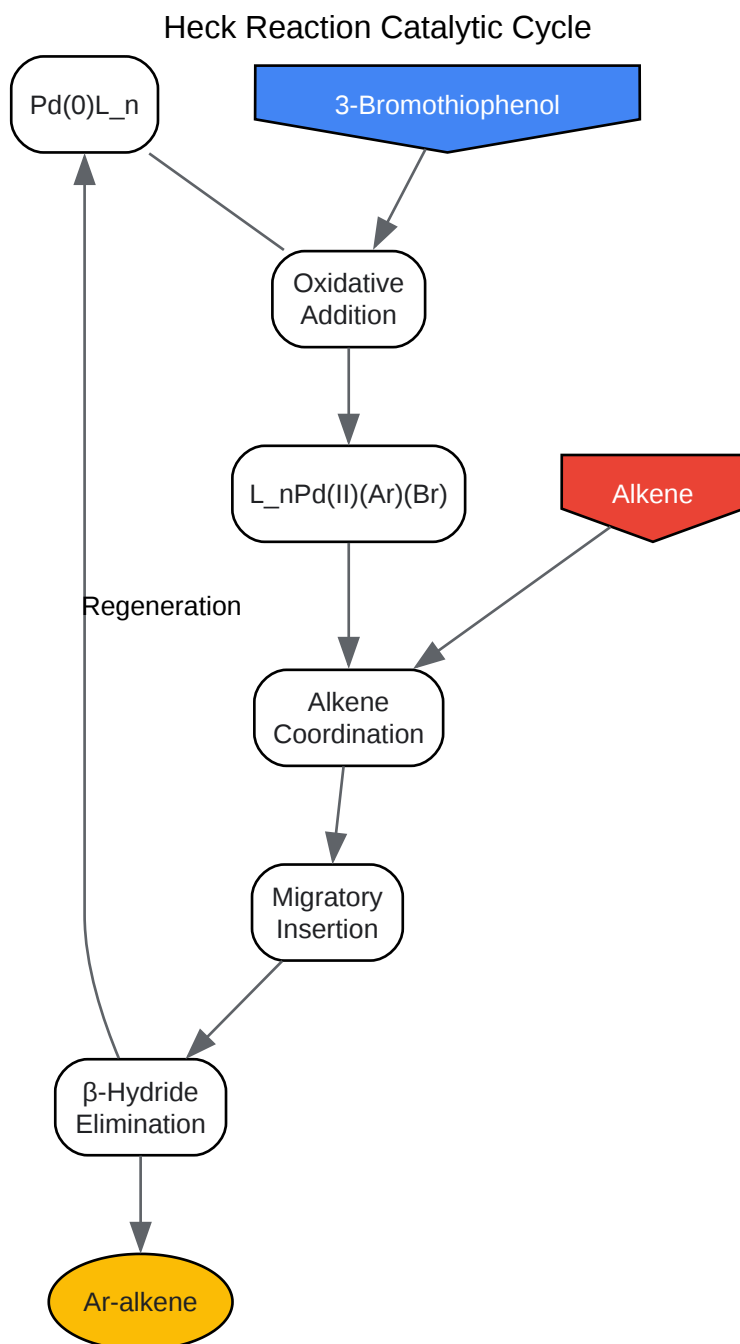 Heck Reaction Catalytic Cycle
Pd(0)L_n
3-Bromothiophenol
Oxidative
Addition
L_nPd(II)(Ar)(Br)
Alkene
Regeneration
Alkene
Coordination
Migratory
Insertion
β-Hydride
Elimination
Ar-alkene